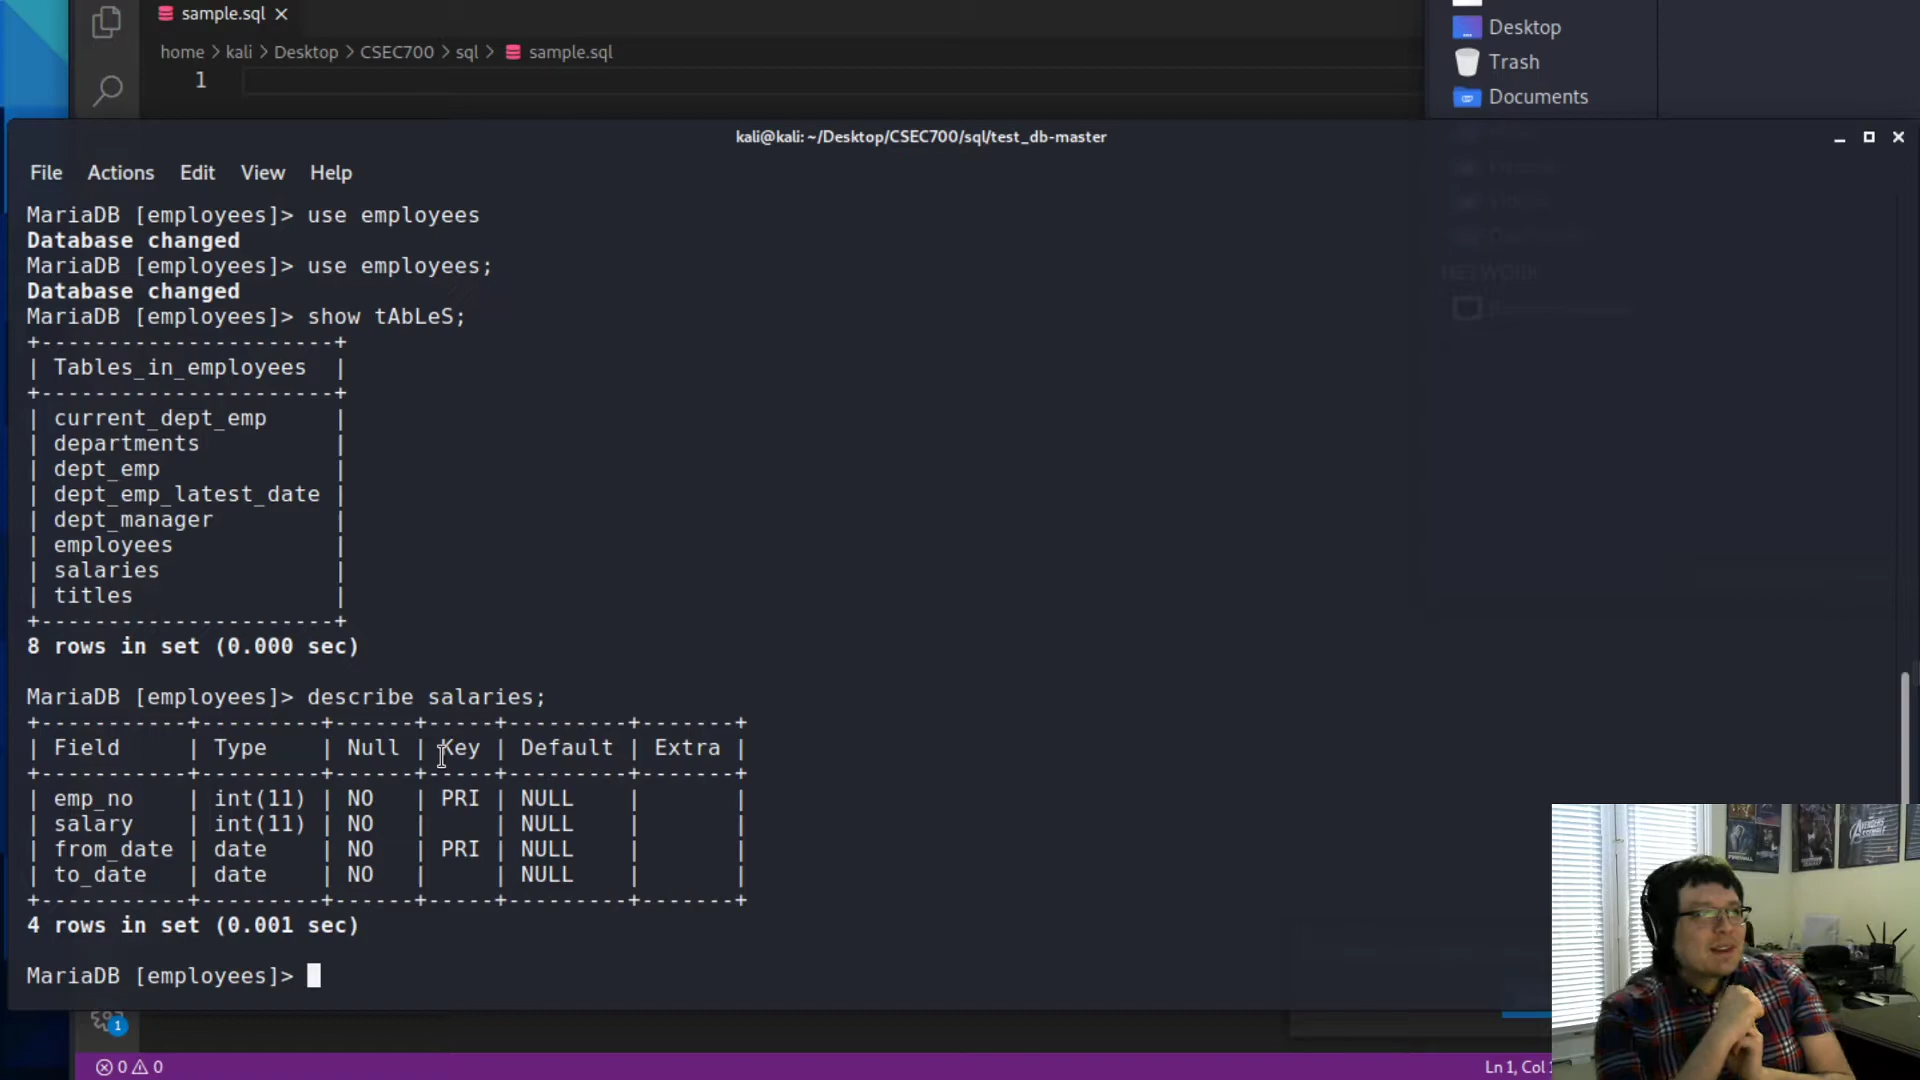 sample.sql
home > kali > Desktop > CSEC700 > sql > sample.sql
1
Desktop
Trash
Documents
kali@kali: ~/Desktop/CSEC700/sql/test_db-master
File Actions Edit View Help
MariaDB [employees]> use employees
Database changed
MariaDB [employees]> use employees;
Database changed
MariaDB [employees]> show tAbLeS;
+----------------------+
| Tables_in_employees |
+----------------------+
| current_dept_emp |
| departments |
| dept_emp |
| dept_emp_latest_date |
| dept_manager |
| employees |
| salaries |
| titles |
+----------------------+
8 rows in set (0.000 sec)
MariaDB [employees]> describe salaries;
+-----------+---------+------+-----+---------+-------+
| Field | Type | Null | Key | Default | Extra |
+-----------+---------+------+-----+---------+-------+
| emp_no | int(11) | NO | PRI | NULL | |
| salary | int(11) | NO | | NULL | |
| from_date | date | NO | PRI | NULL | |
| to_date | date | NO | | NULL | |
+-----------+---------+------+-----+---------+-------+
4 rows in set (0.001 sec)
MariaDB [employees]>
NETWORK
AVENGERS
1
0 0
Ln 1, Col